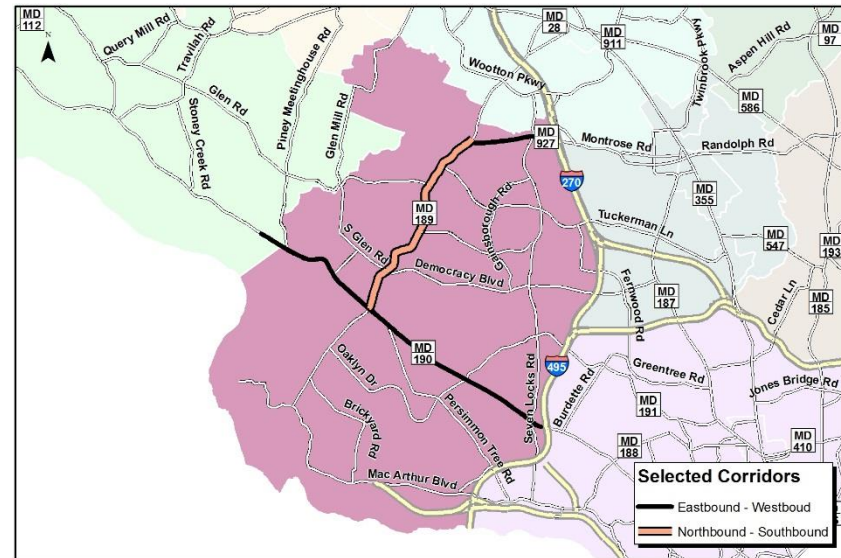 MD
112
N
Query Mill Rd
Travilah Rd
Glen Rd
Stoney Creek Rd
Piney Meetinghouse Rd
Glen Mill Rd
Wootton Pkwy
MD
28
MD
911
Twinbrook Pkwy
Aspen Hill Rd
MD
97
MD
586
MD
927
Montrose Rd
Randolph Rd
270
MD
355
MD
189
Gainsborough Rd
Tuckerman Ln
MD
547
MD
193
S Glen Rd
Democracy Blvd
Fernwood Rd
MD
187
Cedar Ln
MD
185
MD
190
Oaklyn Dr
Seven Locks Rd
495
Burdette Rd
Greentree Rd
Jones Bridge Rd
MD
191
MD
410
Brickyard Rd
Persimmon Tree Rd
MD
188
Mac Arthur Blvd
Selected Corridors
Eastbound - Westboud
Northbound - Southbound